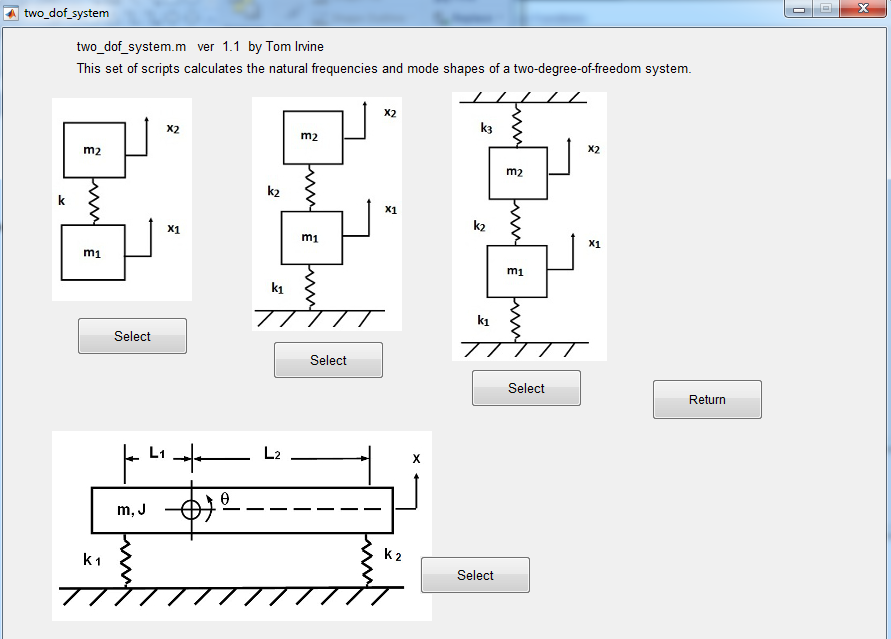 two_dof_system
two_dof_system.m ver 1.1 by Tom Irvine
This set of scripts calculates the natural frequencies and mode shapes of a two-degree-of-freedom system.
m2
x2
k
m1
x1
Select
m2
x2
k2
m1
x1
k1
Select
k3
m2
x2
k2
m1
x1
k1
Select
Return
L1
L2
X
θ
m, J
k 1
k 2
Select